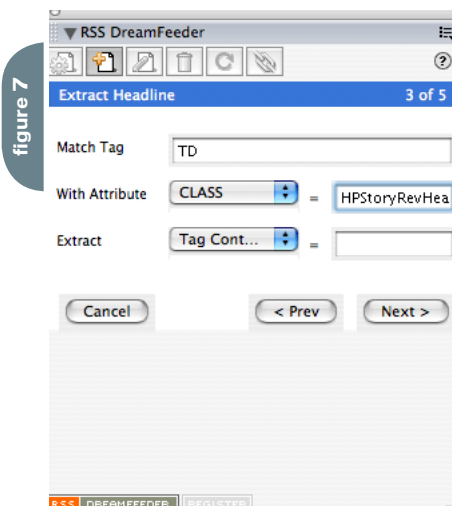 figure 7
RSS DreamFeeder
?
Extract Headline 3 of 5
Match Tag TD
With Attribute CLASS = HPStoryRevHea
Extract Tag Cont... =
Cancel < Prev Next >
RSS DREAMFEEDER REGISTER